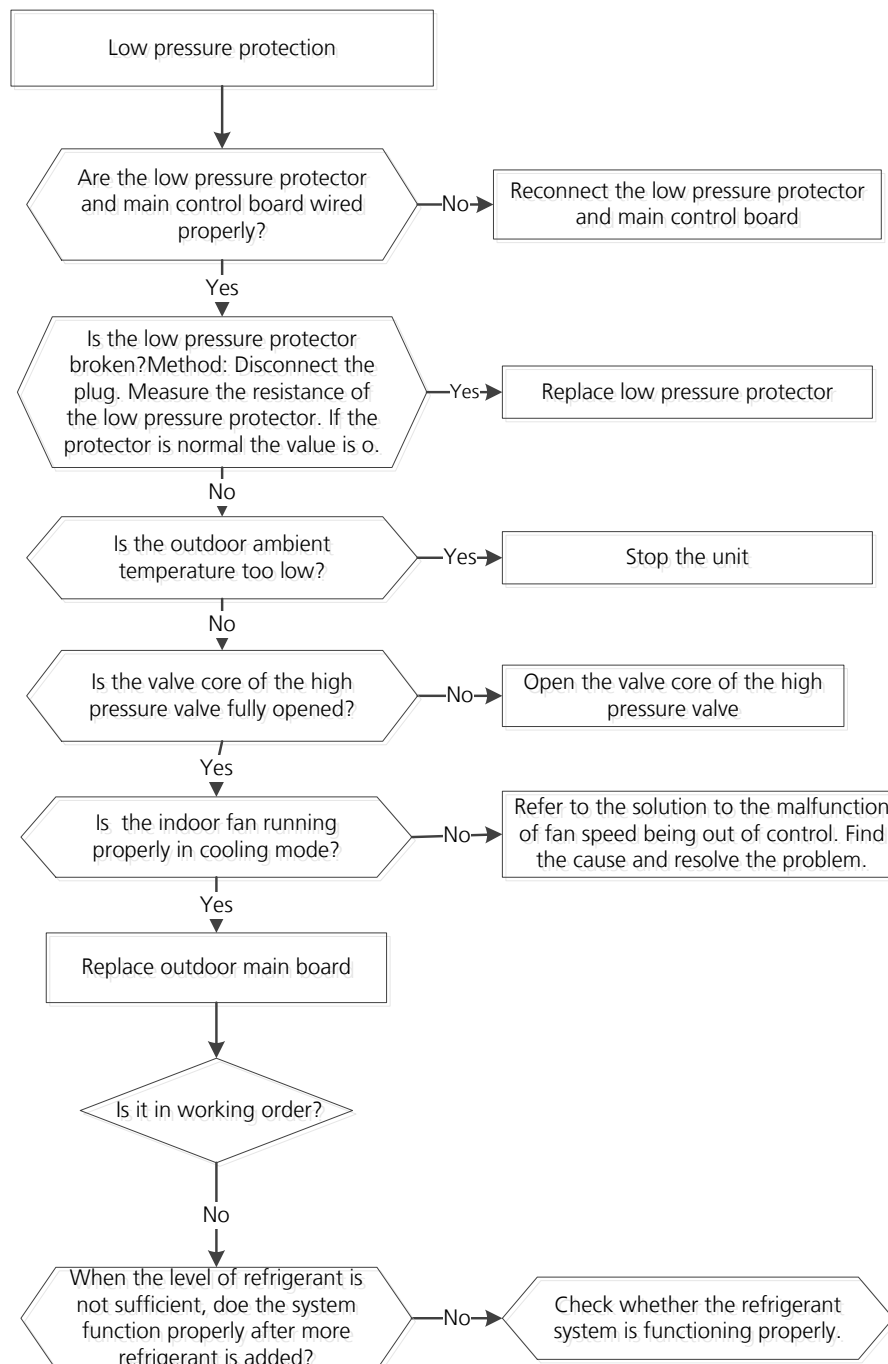 Low pressure protection
Are the low pressure protector
and main control board wired
properly?
No
Reconnect the low pressure protector
and main control board
Yes
Is the low pressure protector
broken?Method: Disconnect the
plug. Measure the resistance of
the low pressure protector. If the
protector is normal the value is o.
Yes
Replace low pressure protector
No
Is the outdoor ambient
temperature too low?
Yes
Stop the unit
No
Is the valve core of the high
pressure valve fully opened?
No
Open the valve core of the high
pressure valve
Yes
Is  the indoor fan running
properly in cooling mode?
No
Refer to the solution to the malfunction
of fan speed being out of control. Find
the cause and resolve the problem.
Yes
Replace outdoor main board
Is it in working order?
No
When the level of refrigerant is
not sufficient, doe the system
function properly after more
refrigerant is added?
No
Check whether the refrigerant
system is functioning properly.